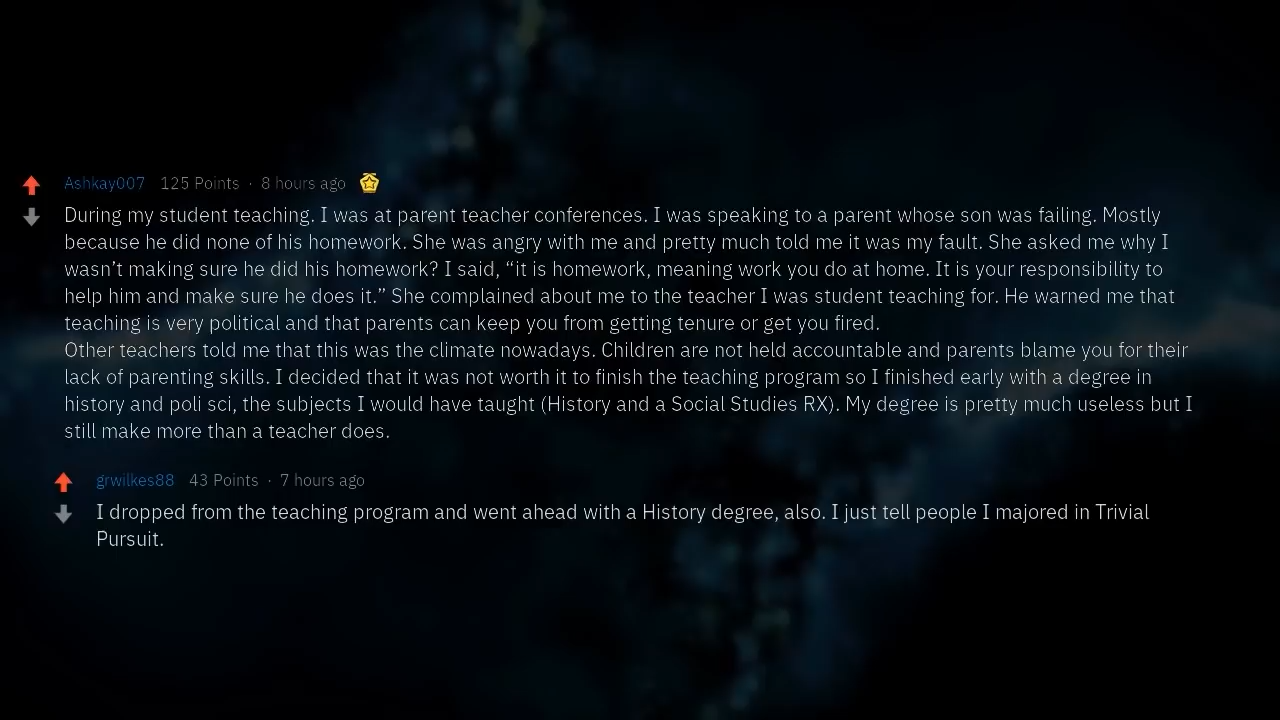 Ashkay007 125 Points · 8 hours ago
During my student teaching. I was at parent teacher conferences. I was speaking to a parent whose son was failing. Mostly
because he did none of his homework. She was angry with me and pretty much told me it was my fault. She asked me why I
wasn’t making sure he did his homework? I said, “it is homework, meaning work you do at home. It is your responsibility to
help him and make sure he does it.” She complained about me to the teacher I was student teaching for. He warned me that
teaching is very political and that parents can keep you from getting tenure or get you fired.
Other teachers told me that this was the climate nowadays. Children are not held accountable and parents blame you for their
lack of parenting skills. I decided that it was not worth it to finish the teaching program so I finished early with a degree in
history and poli sci, the subjects I would have taught (History and a Social Studies RX). My degree is pretty much useless but I
still make more than a teacher does.
grwilkes88 43 Points · 7 hours ago
I dropped from the teaching program and went ahead with a History degree, also. I just tell people I majored in Trivial
Pursuit.